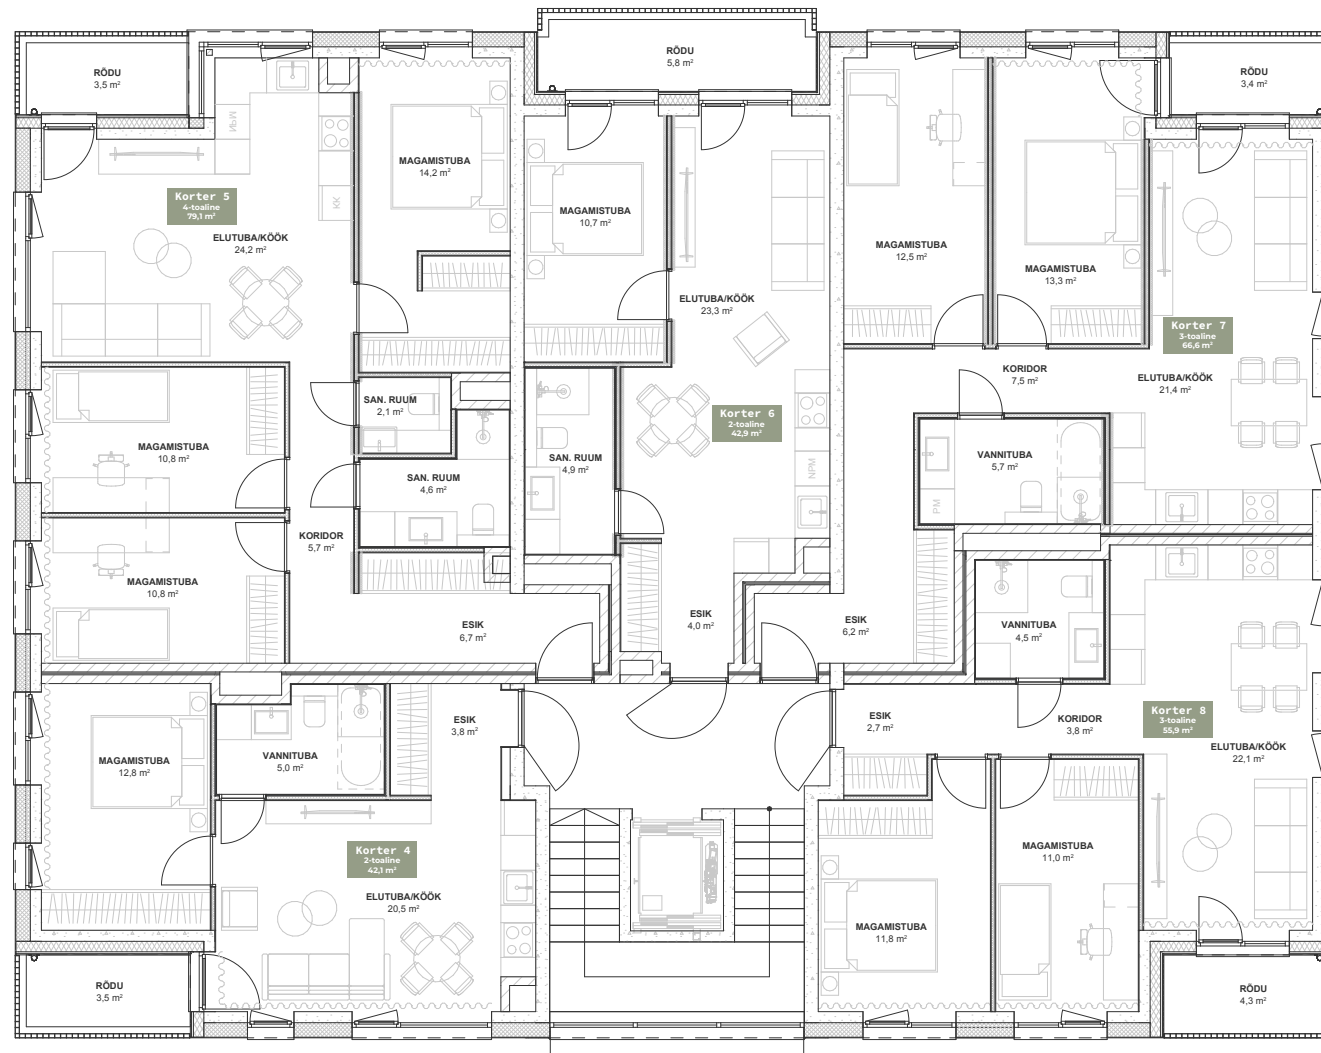 RÕDU
3,5 m²
RÕDU
5,8 m²
RÕDU
3,4 m²
MPM
KK
MAGAMISTUBA
14,2 m²
Korter 5
4-toaline
79,1 m²
ELUTUBA/KÖÖK
24,2 m²
MAGAMISTUBA
10,7 m²
ELUTUBA/KÖÖK
23,3 m²
MAGAMISTUBA
12,5 m²
MAGAMISTUBA
13,3 m²
Korter 7
3-toaline
66,6 m²
ELUTUBA/KÖÖK
21,4 m²
KORIDOR
7,5 m²
SAN. RUUM
2,1 m²
Korter 6
2-toaline
42,9 m²
MAGAMISTUBA
10,8 m²
SAN. RUUM
4,6 m²
SAN. RUUM
4,9 m²
NPM
VANNITUBA
5,7 m²
PM
KORIDOR
5,7 m²
MAGAMISTUBA
10,8 m²
ESIK
6,7 m²
ESIK
4,0 m²
ESIK
6,2 m²
VANNITUBA
4,5 m²
MAGAMISTUBA
12,8 m²
VANNITUBA
5,0 m²
ESIK
3,8 m²
ESIK
2,7 m²
KORIDOR
3,8 m²
Korter 8
3-toaline
55,9 m²
ELUTUBA/KÖÖK
22,1 m²
Korter 4
2-toaline
42,1 m²
ELUTUBA/KÖÖK
20,5 m²
MAGAMISTUBA
11,0 m²
MAGAMISTUBA
11,8 m²
RÕDU
3,5 m²
RÕDU
4,3 m²